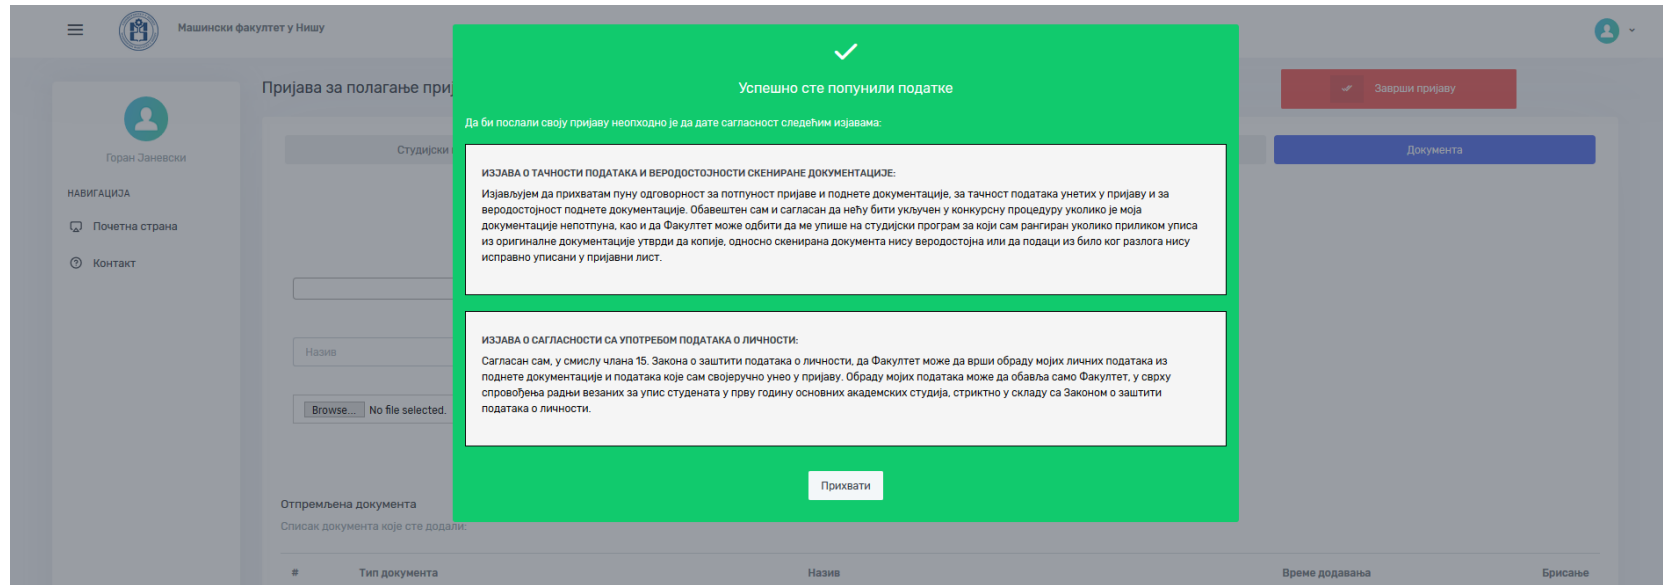 Машински факултет у Нишу
Успешно сте попунили податке
Да би послали своју пријаву неопходно је да дате сагласност следећим изјавама:
ИЗЈАВА О ТАЧНОСТИ ПОДАТАКА И ВЕРОДОСТОЈНОСТИ СКЕНИРАНЕ ДОКУМЕНТАЦИЈЕ:
Изјављујем да прихватам пуну одговорност за потпуност пријаве и поднете документације, за тачност података унетих у пријаву и за
веродостојност поднете документације. Обавештен сам и сагласан да нећу бити укључен у конкурсну процедуру уколико је моја
документације непотпуна, као и да Факултет може одбити да ме упише на студијски програм за који сам рангиран уколико приликом уписа
из оригиналне документације утврди да копије, односно скенирана документа нису веродостојна или да подаци из било ког разлога нису
исправно уписани у пријавни лист.
ИЗЈАВА О САГЛАСНОСТИ СА УПОТРЕБОМ ПОДАТАКА О ЛИЧНОСТИ:
Сагласан сам, у смислу члана 15. Закона о заштити података о личности, да Факултет може да врши обраду мојих личних података из
поднете документације и података које сам својеручно унео у пријаву. Обраду мојих података може да обавља само Факултет, у сврху
спровођења радњи везаних за упис студената у прву годину основних академских студија, стриктно у складу са Законом о заштити
података о личности.
Прихвати
Пријава за полагање при
Заврши пријаву
Горан Јаневски
НАВИГАЦИЈА
Почетна страна
Контакт
Студијски
Документа
Назив
Browse... No file selected.
Отпремљена документа
Списак документа које сте додали:
# Тип документа Назив Време додавања Брисање